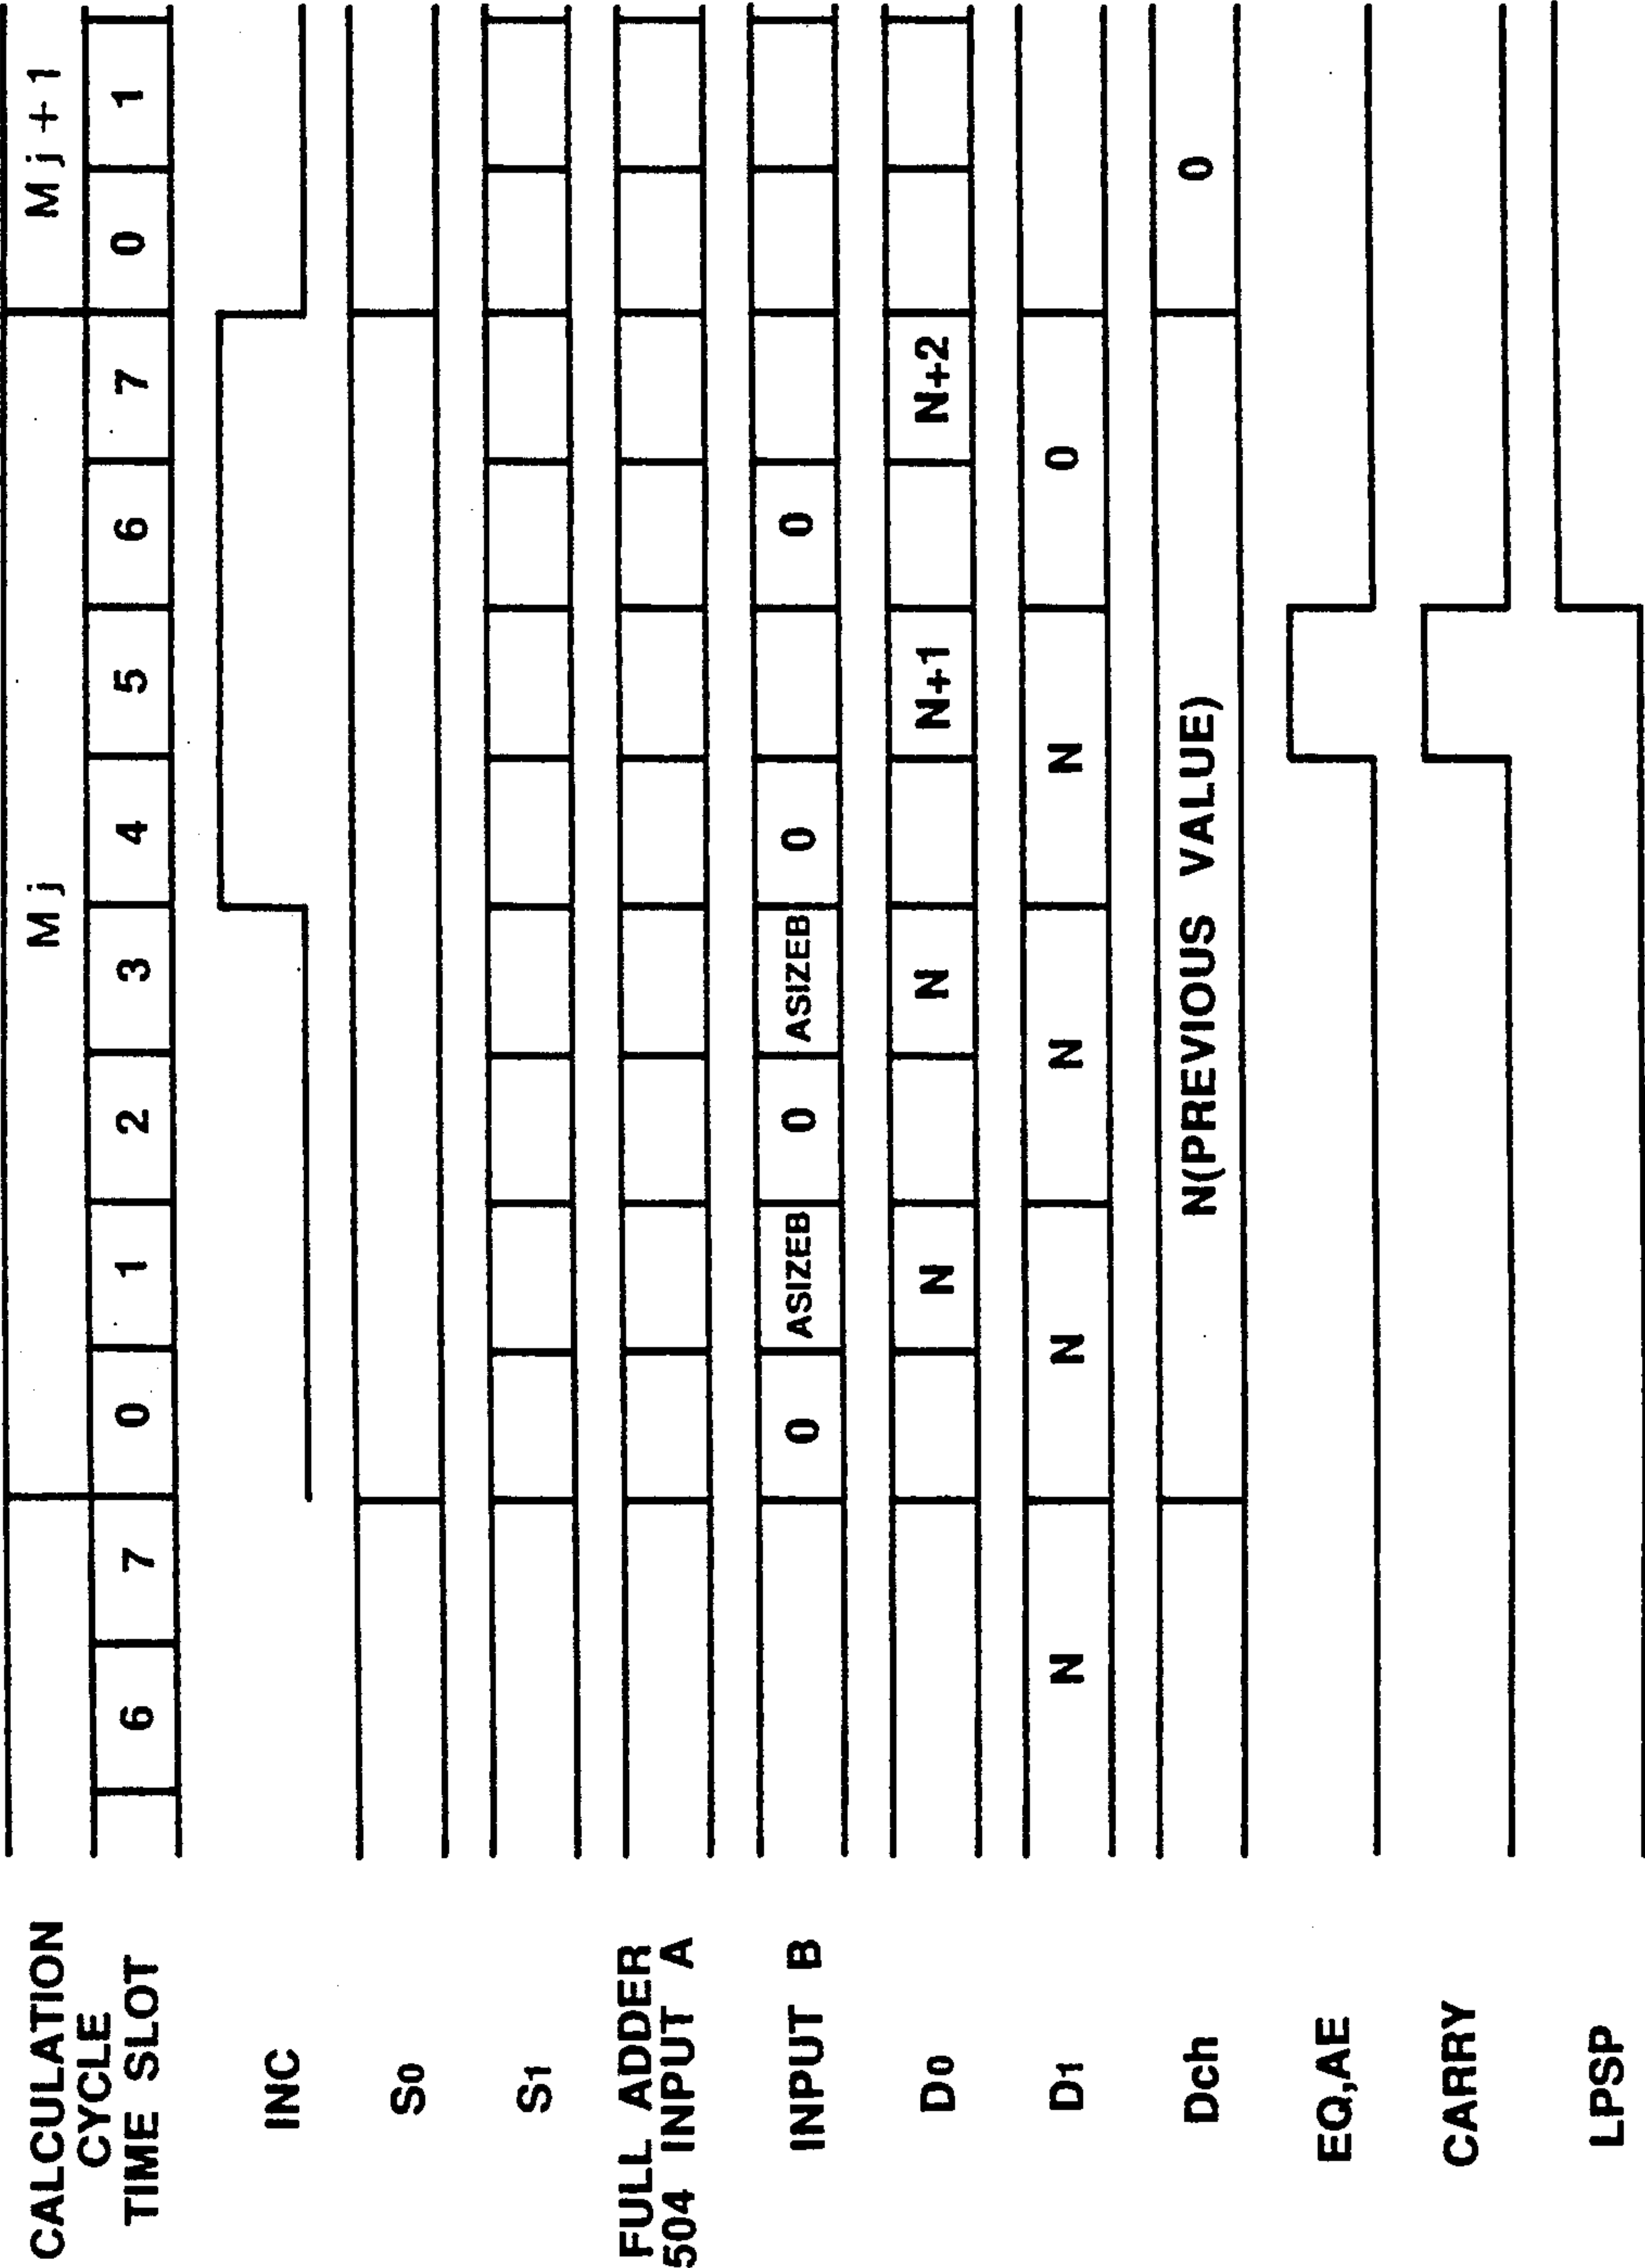 CALCULATION
CYCLE
M j
M j + 1
TIME SLOT
6 7 0 1 2 3 4 5 6 7 0 1
INC
S0
S1
FULL ADDER
504 INPUT A
INPUT B
0 ASIZEB 0 ASIZEB 0 0
D0
N N N+1 N+2
D1
N N N N 0
Dch
N(PREVIOUS VALUE) 0
EQ,AE
CARRY
LPSP